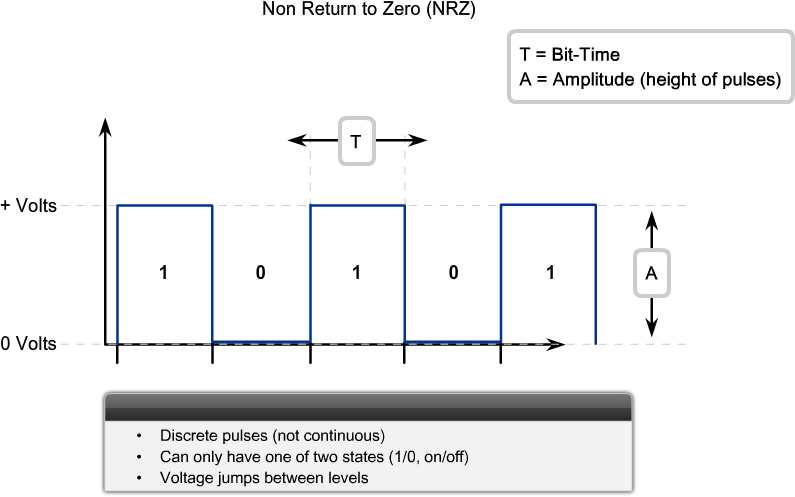 Non Return to Zero (NRZ)
T = Bit-Time
A = Amplitude (height of pulses)
T
+ Volts
1 0 1 0 1
A
0 Volts
• Discrete pulses (not continuous)
• Can only have one of two states (1/0, on/off)
• Voltage jumps between levels